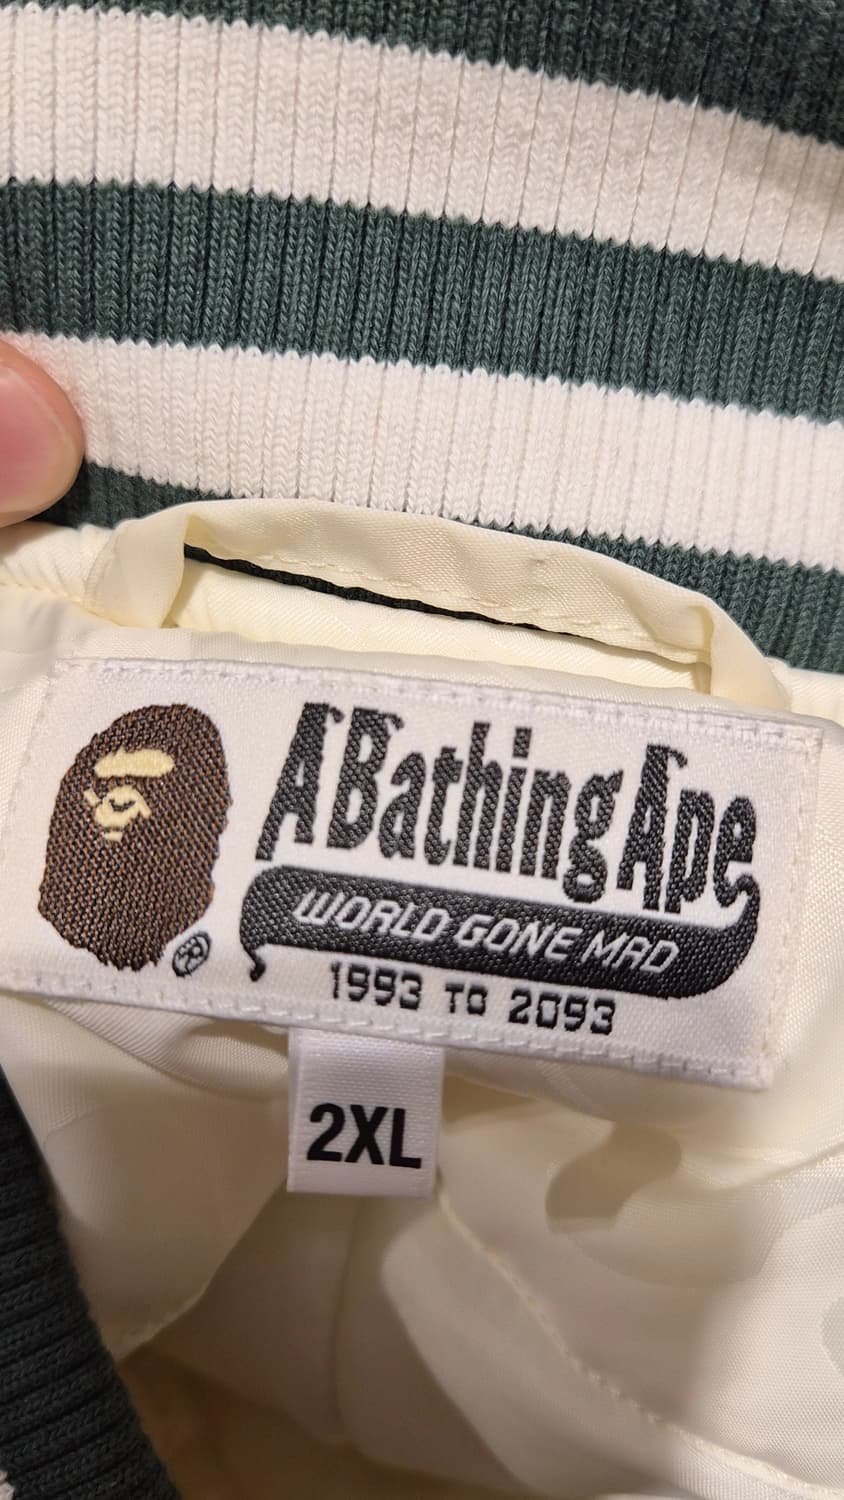 A Bathing Ape
®
WORLD GONE MAD
1993 TO 2093
2XL